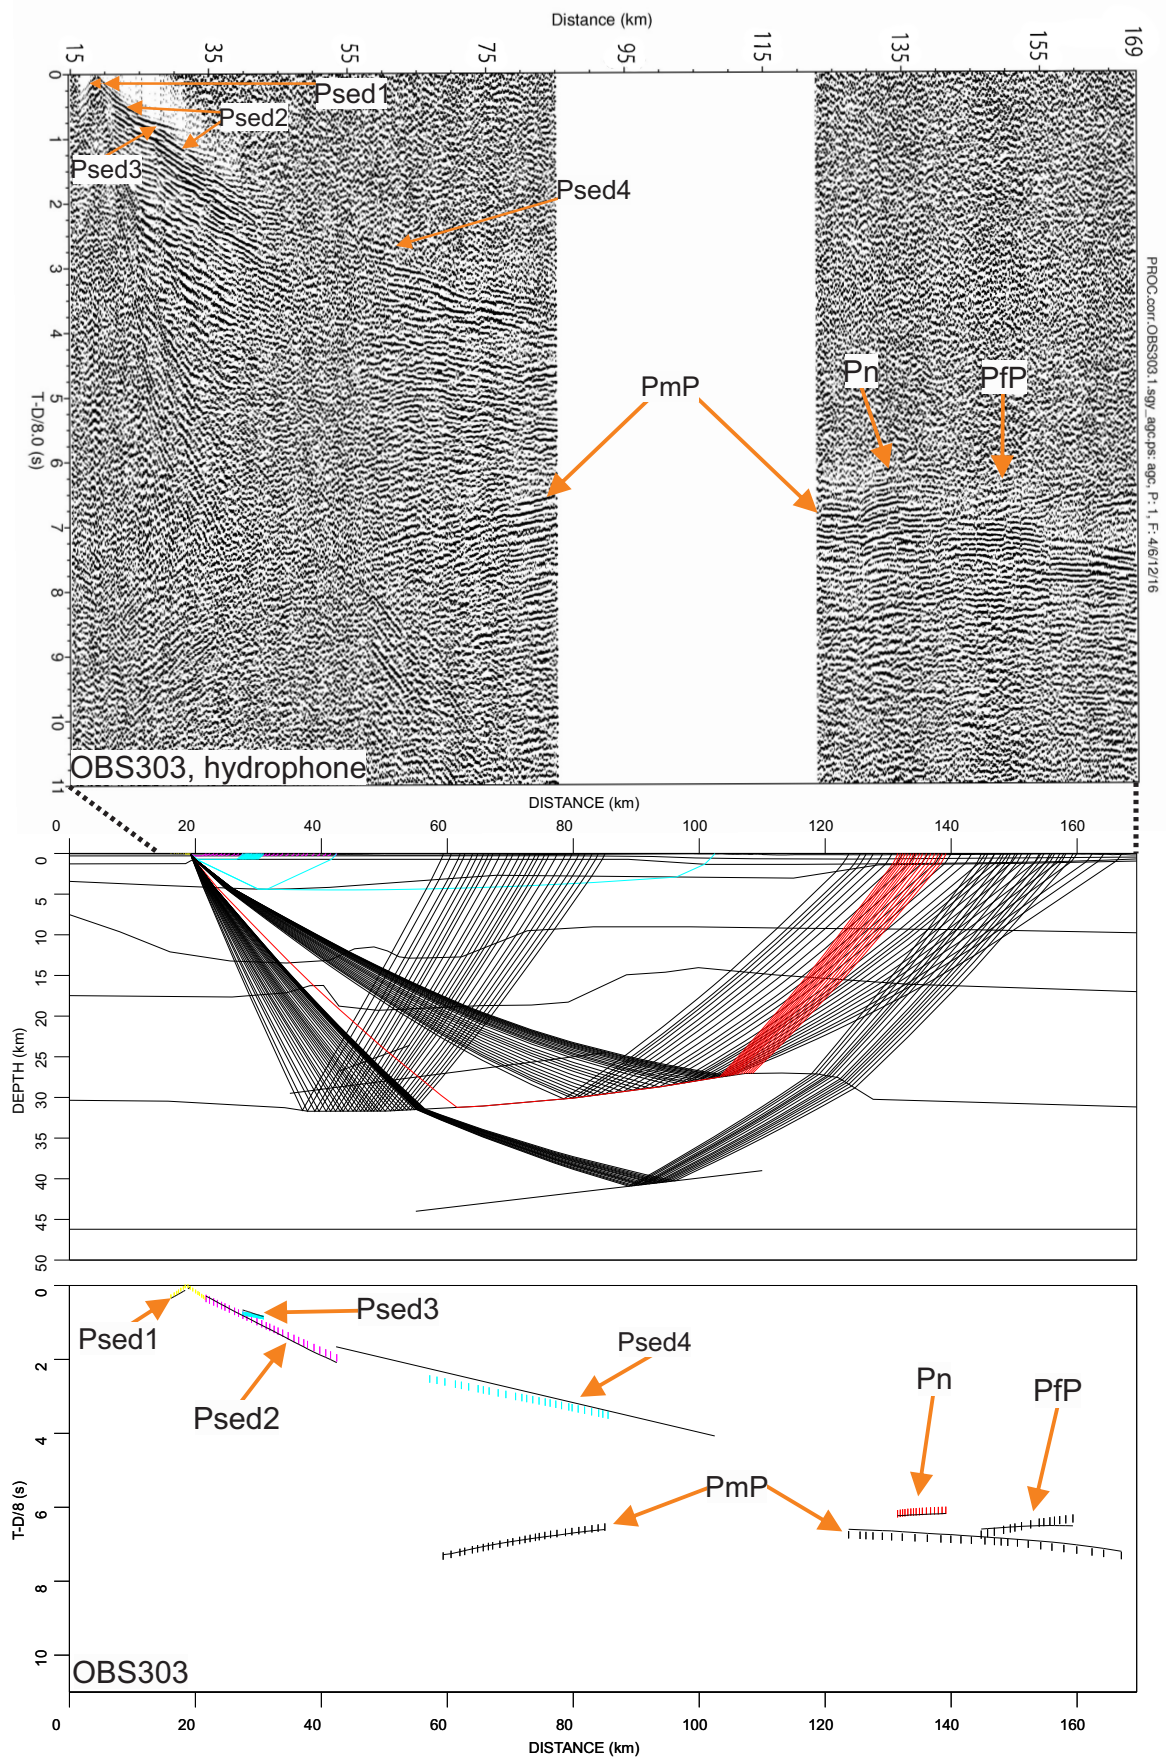 Distance (km)
15 35 55 75 95 115 135 155 169
0
1
2
3
4
5
6
7
8
9
10
11
T-D/8.0 (s)
Psed1
Psed2
Psed3
Psed4
PmP
Pn
PfP
PROC.corr.OBS303.1.sgy_agc.ps: agc, P: 1, F: 4/6/12/16
OBS303, hydrophone
DISTANCE (km)
0 20 40 60 80 100 120 140 160
0
5
10
15
20
25
30
35
40
45
50
DEPTH (km)
0
2
4
6
8
10
T-D/8 (s)
Psed3
Psed1
Psed4
Psed2
Pn
PfP
PmP
OBS303
0 20 40 60 80 100 120 140 160
DISTANCE (km)